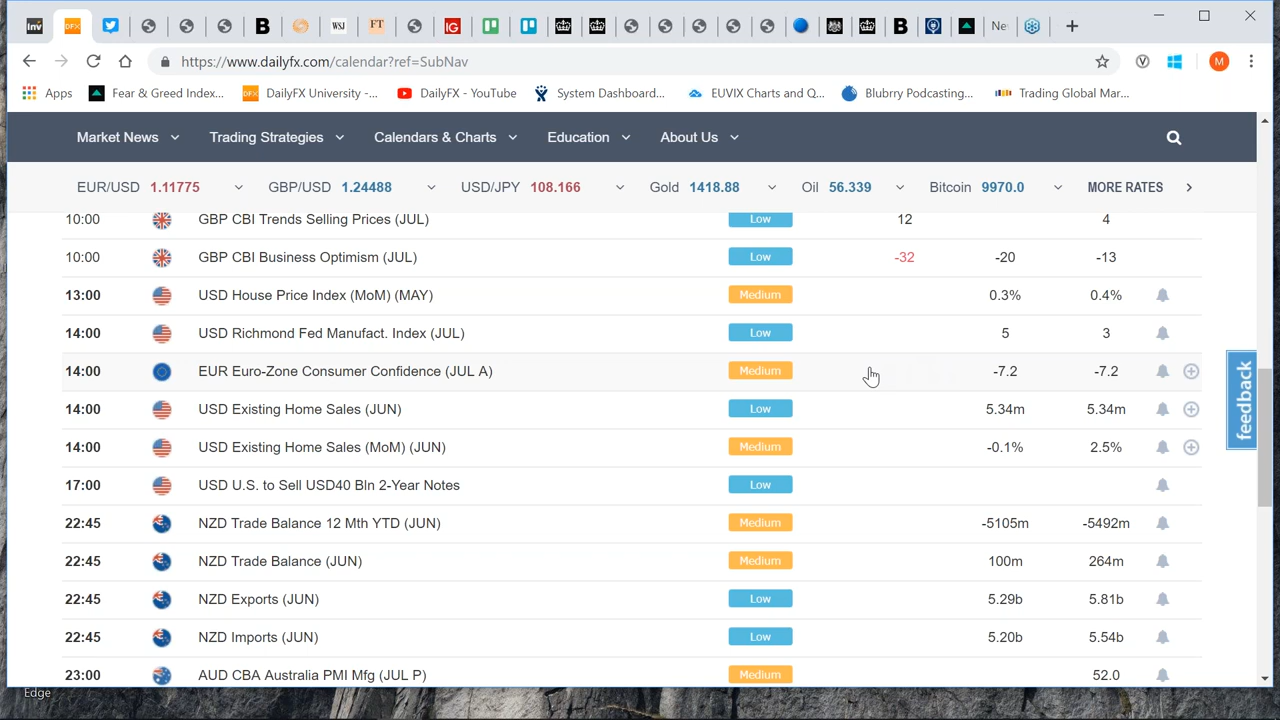 inv DFX B WSJ FT IG B Ne
https://www.dailyfx.com/calendar?ref=SubNav M
Apps Fear & Greed Index... DFX DailyFX University -... DailyFX - YouTube System Dashboard... EUVIX Charts and Q... Blubrry Podcasting... Trading Global Mar...
Market News Trading Strategies Calendars & Charts Education About Us
EUR/USD 1.11775 GBP/USD 1.24488 USD/JPY 108.166 Gold 1418.88 Oil 56.339 Bitcoin 9970.0 MORE RATES
10:00 GBP CBI Trends Selling Prices (JUL) Low 12 4
10:00 GBP CBI Business Optimism (JUL) Low -32 -20 -13
13:00 USD House Price Index (MoM) (MAY) Medium 0.3% 0.4%
14:00 USD Richmond Fed Manufact. Index (JUL) Low 5 3
14:00 EUR Euro-Zone Consumer Confidence (JUL A) Medium -7.2 -7.2
14:00 USD Existing Home Sales (JUN) Low 5.34m 5.34m
14:00 USD Existing Home Sales (MoM) (JUN) Medium -0.1% 2.5%
17:00 USD U.S. to Sell USD40 Bln 2-Year Notes Low
22:45 NZD Trade Balance 12 Mth YTD (JUN) Medium -5105m -5492m
22:45 NZD Trade Balance (JUN) Medium 100m 264m
22:45 NZD Exports (JUN) Low 5.29b 5.81b
22:45 NZD Imports (JUN) Low 5.20b 5.54b
23:00 AUD CBA Australia PMI Mfg (JUL P) Medium 52.0
feedback
Edge